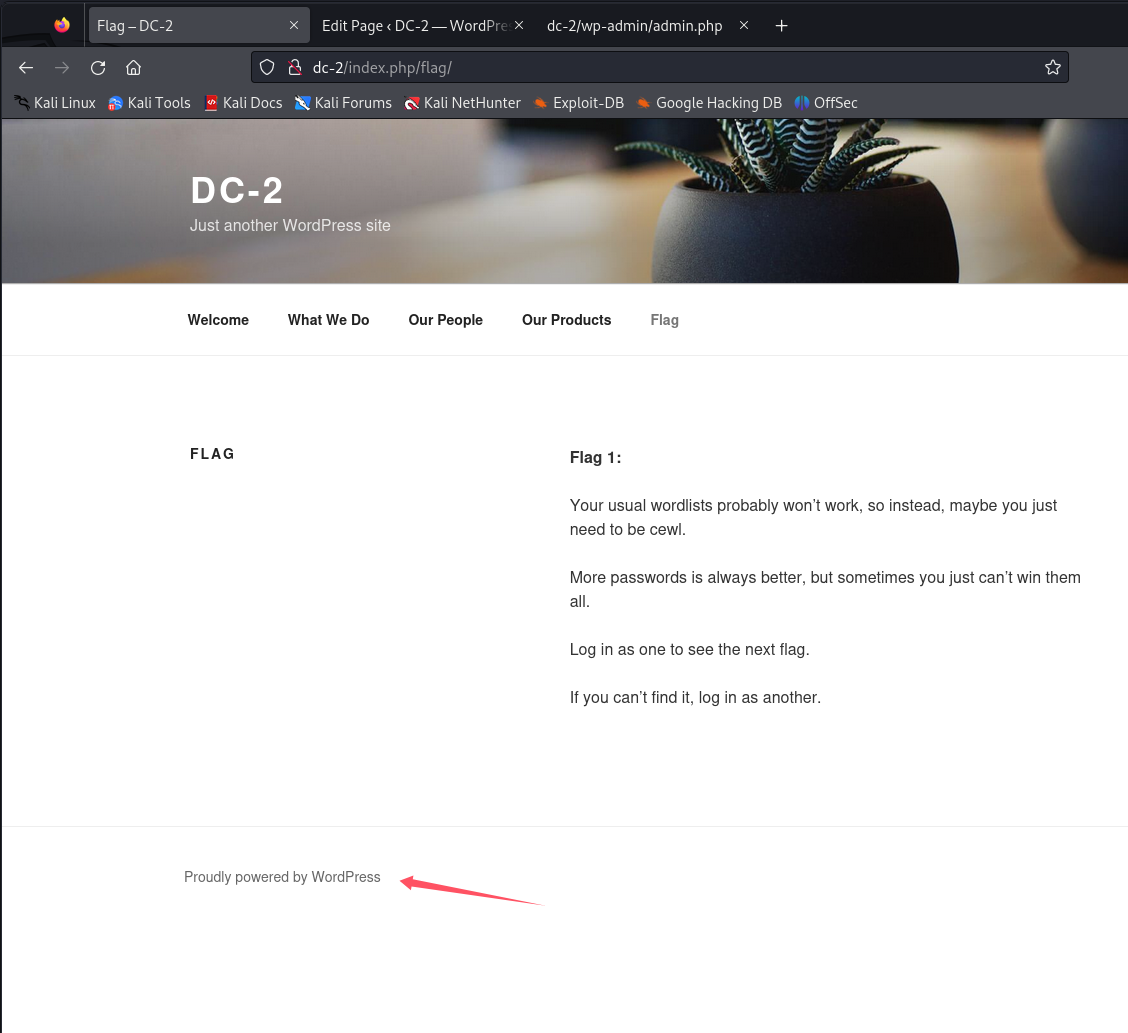 Flag – DC-2
Edit Page ‹ DC-2 — WordPre
dc-2/wp-admin/admin.php
dc-2/index.php/flag/
Kali Linux Kali Tools Kali Docs Kali Forums Kali NetHunter Exploit-DB Google Hacking DB OffSec
DC-2
Just another WordPress site
Welcome What We Do Our People Our Products Flag
FLAG
Flag 1:
Your usual wordlists probably won’t work, so instead, maybe you just
need to be cewl.
More passwords is always better, but sometimes you just can’t win them
all.
Log in as one to see the next flag.
If you can’t find it, log in as another.
Proudly powered by WordPress